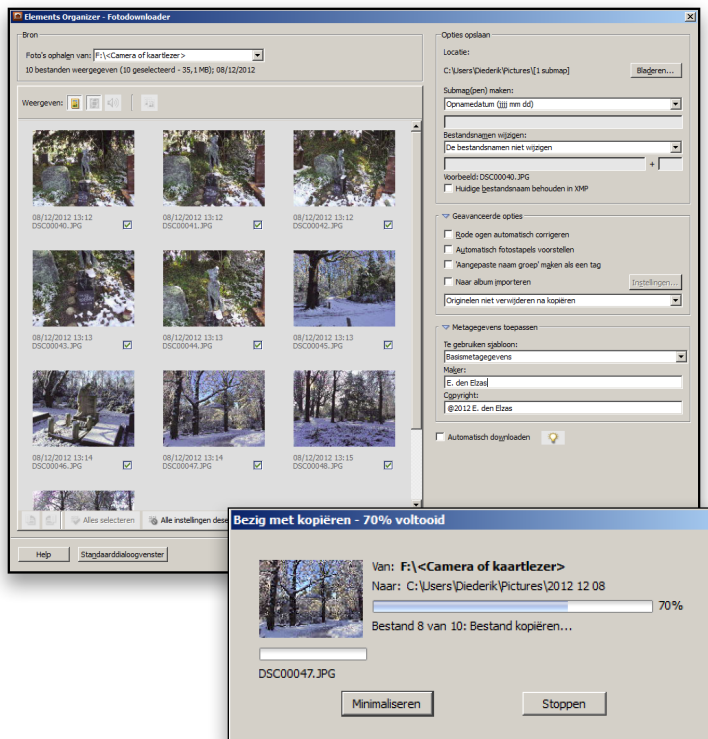 Elements Organizer - Fotodownloader
Bron
Foto's ophalen van: F:\<Camera of kaartlezer>
10 bestanden weergegeven (10 geselecteerd - 35,1 MB); 08/12/2012
Weergeven:
08/12/2012 13:12
DSC00040.JPG
08/12/2012 13:12
DSC00041.JPG
08/12/2012 13:12
DSC00042.JPG
08/12/2012 13:13
DSC00043.JPG
08/12/2012 13:13
DSC00044.JPG
08/12/2012 13:13
DSC00045.JPG
08/12/2012 13:14
DSC00046.JPG
08/12/2012 13:14
DSC00047.JPG
08/12/2012 13:15
DSC00048.JPG
Alles selecteren
Alle instellingen dese
Help
Standaarddialoogvenster
Opties opslaan
Locatie:
C:\Users\Diederik\Pictures\[1 submap]
Bladeren...
Submap(pen) maken:
Opnamedatum (jjjj mm dd)
Bestandsnamen wijzigen:
De bestandsnamen niet wijzigen
+
Voorbeeld: DSC00040.JPG
Huidige bestandsnaam behouden in XMP
Geavanceerde opties
Rode ogen automatisch corrigeren
Automatisch fotostapels voorstellen
'Aangepaste naam groep' maken als een tag
Naar album importeren
Instellingen...
Originelen niet verwijderen na kopiëren
Metagegevens toepassen
Te gebruiken sjabloon:
Basismetagegevens
Maker:
E. den Elzas
Copyright:
@2012 E. den Elzas
Automatisch downloaden
Bezig met kopiëren - 70% voltooid
Van: F:\<Camera of kaartlezer>
Naar: C:\Users\Diederik\Pictures\2012 12 08
70%
Bestand 8 van 10: Bestand kopiëren...
DSC00047.JPG
Minimaliseren
Stoppen